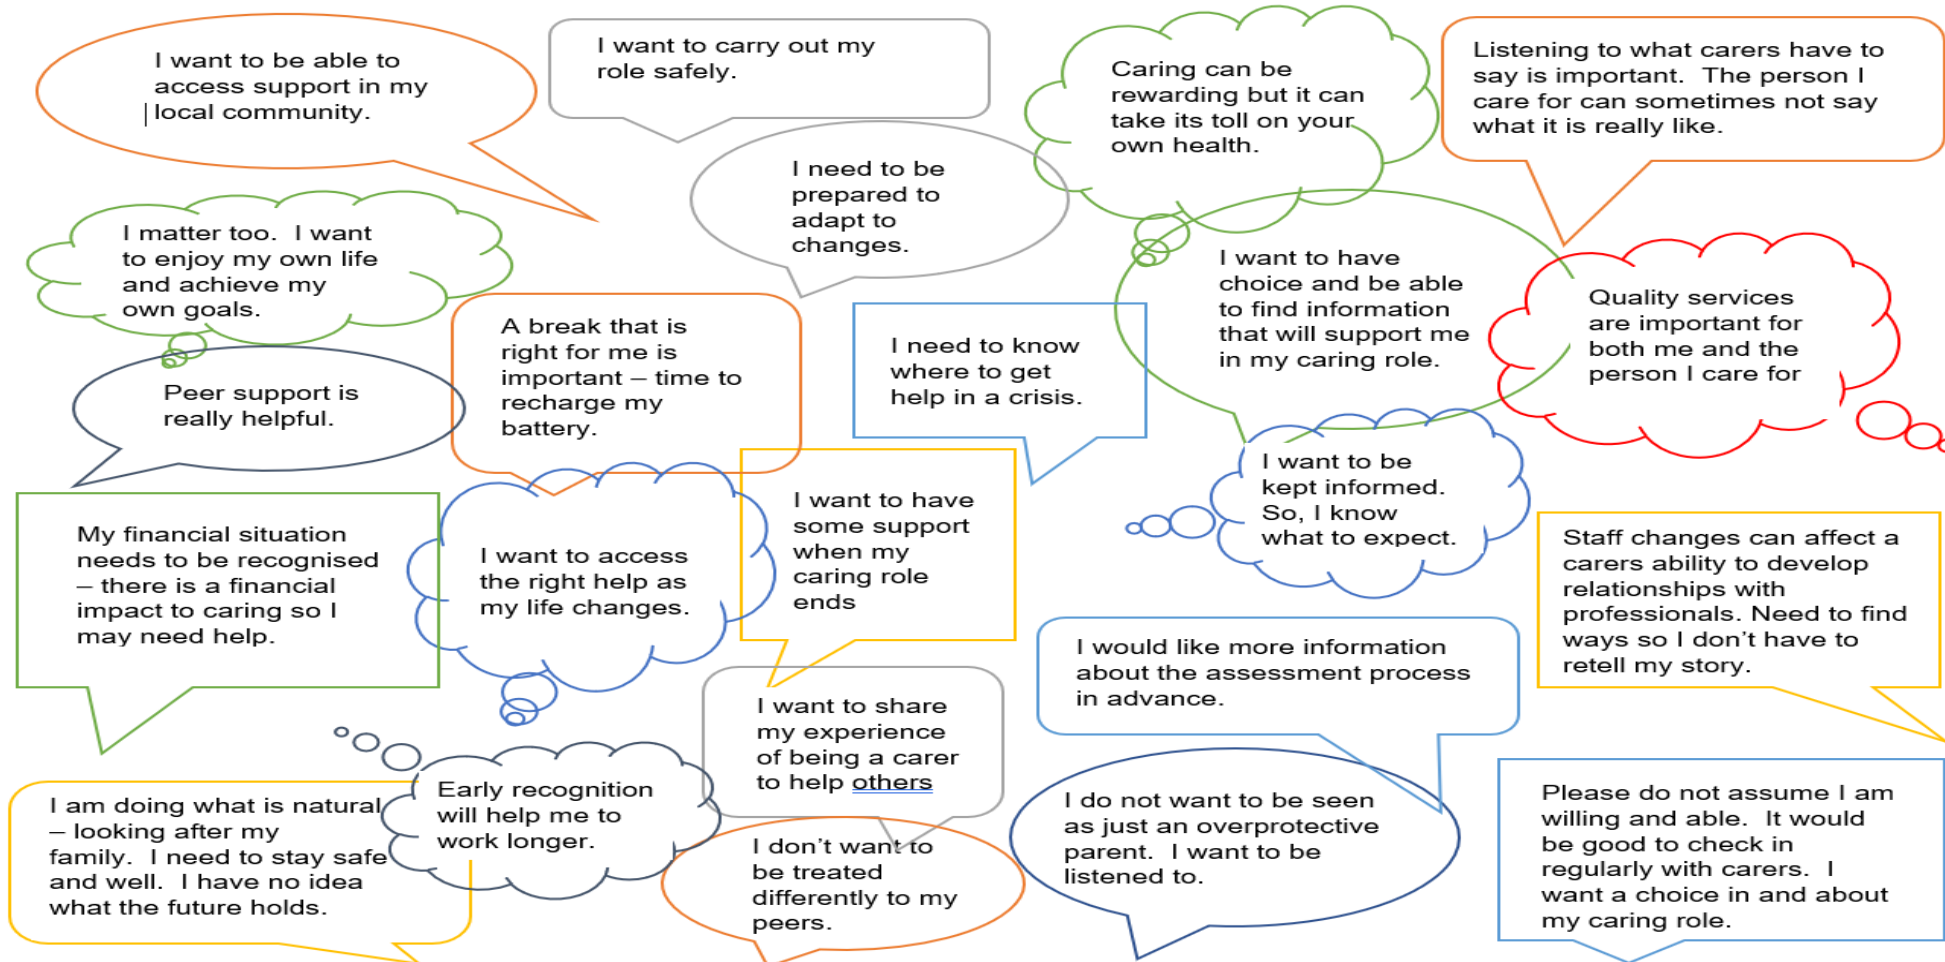 I want to be able to
access support in my
local community.
I want to carry out my
role safely.
Caring can be
rewarding but it can
take its toll on your
own health.
Listening to what carers have to
say is important.  The person I
care for can sometimes not say
what it is really like.
I need to be
prepared to
adapt to
changes.
I matter too.  I want
to enjoy my own life
and achieve my
own goals.
A break that is
right for me is
important – time to
recharge my
battery.
I need to know
where to get
help in a crisis.
I want to have
choice and be able
to find information
that will support me
in my caring role.
Quality services
are important for
both me and the
person I care for
Peer support is
really helpful.
My financial situation
needs to be recognised
– there is a financial
impact to caring so I
may need help.
I want to access
the right help as
my life changes.
I want to have
some support
when my
caring role
ends
I want to be
kept informed.
So, I know
what to expect.
Staff changes can affect a
carers ability to develop
relationships with
professionals. Need to find
ways so I don’t have to
retell my story.
I would like more information
about the assessment process
in advance.
I want to share
my experience
of being a carer
to help others
Early recognition
will help me to
work longer.
I am doing what is natural
– looking after my
family.  I need to stay safe
and well.  I have no idea
what the future holds.
I don’t want to
be treated
differently to my
peers.
I do not want to be seen
as just an overprotective
parent.  I want to be
listened to.
Please do not assume I am
willing and able.  It would
be good to check in
regularly with carers.  I
want a choice in and about
my caring role.